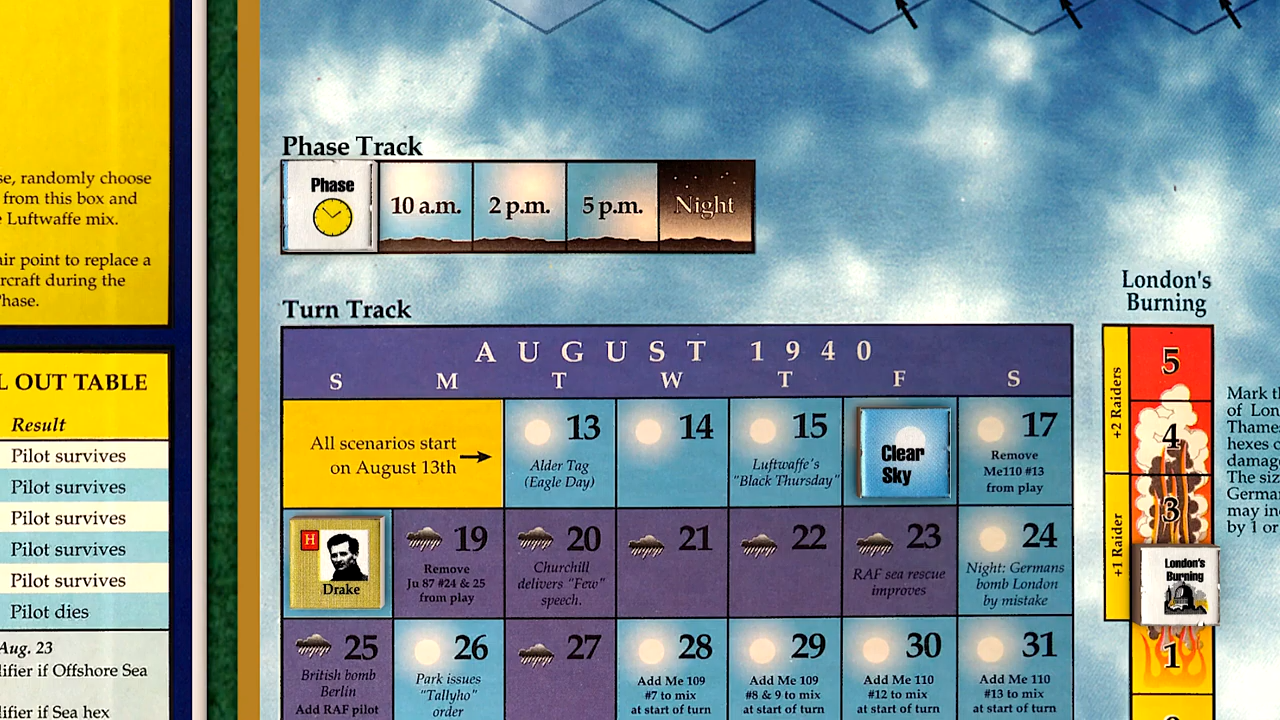 se, randomly choose
from this box and
e Luftwaffe mix.
air point to replace a
rcraft during the
Phase.
L OUT TABLE
Result
Pilot survives
Pilot survives
Pilot survives
Pilot survives
Pilot survives
Pilot dies
Aug. 23
lifier if Offshore Sea
lifier if Sea hex
Phase Track
Phase
10 a.m.
2 p.m.
5 p.m.
Night
Turn Track
AUGUST 1940
S M T W T F S
All scenarios start
on August 13th
13
Alder Tag
(Eagle Day)
14
15
Luftwaffe's
"Black Thursday"
Clear
Sky
17
Remove
Me110 #13
from play
H
Drake
19
Remove
Ju 87 #24 & 25
from play
20
Churchill
delivers "Few"
speech.
21
22
23
RAF sea rescue
improves
24
Night: Germans
bomb London
by mistake
25
British bomb
Berlin
Add RAF pilot
26
Park issues
"Tallyho"
order
27
28
Add Me 109
#7 to mix
at start of turn
29
Add Me 109
#8 & 9 to mix
at start of turn
30
Add Me 110
#12 to mix
at start of turn
31
Add Me 110
#13 to mix
at start of turn
London's
Burning
+2 Raiders
+1 Raider
5
4
3
London's
Burning
1
Mark th
of Lon
Thames
hexes o
damag
The siz
Germa
may in
by 1 or